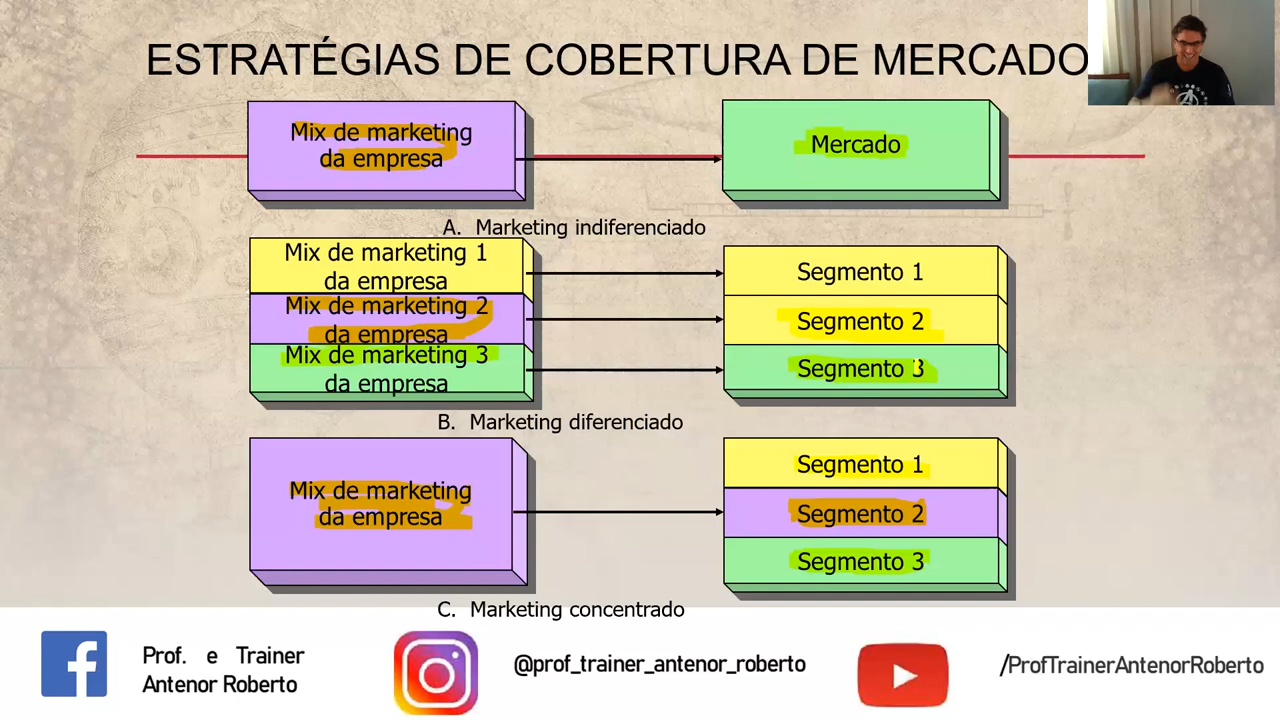 ESTRATÉGIAS DE COBERTURA DE MERCADO
Mix de marketing
da empresa
Mercado
A. Marketing indiferenciado
Mix de marketing 1
da empresa
Segmento 1
Mix de marketing 2
da empresa
Segmento 2
Mix de marketing 3
da empresa
Segmento 3
B. Marketing diferenciado
Mix de marketing
da empresa
Segmento 1
Segmento 2
Segmento 3
C. Marketing concentrado
Prof. e Trainer
Antenor Roberto
@prof_trainer_antenor_roberto
/ProfTrainerAntenorRoberto